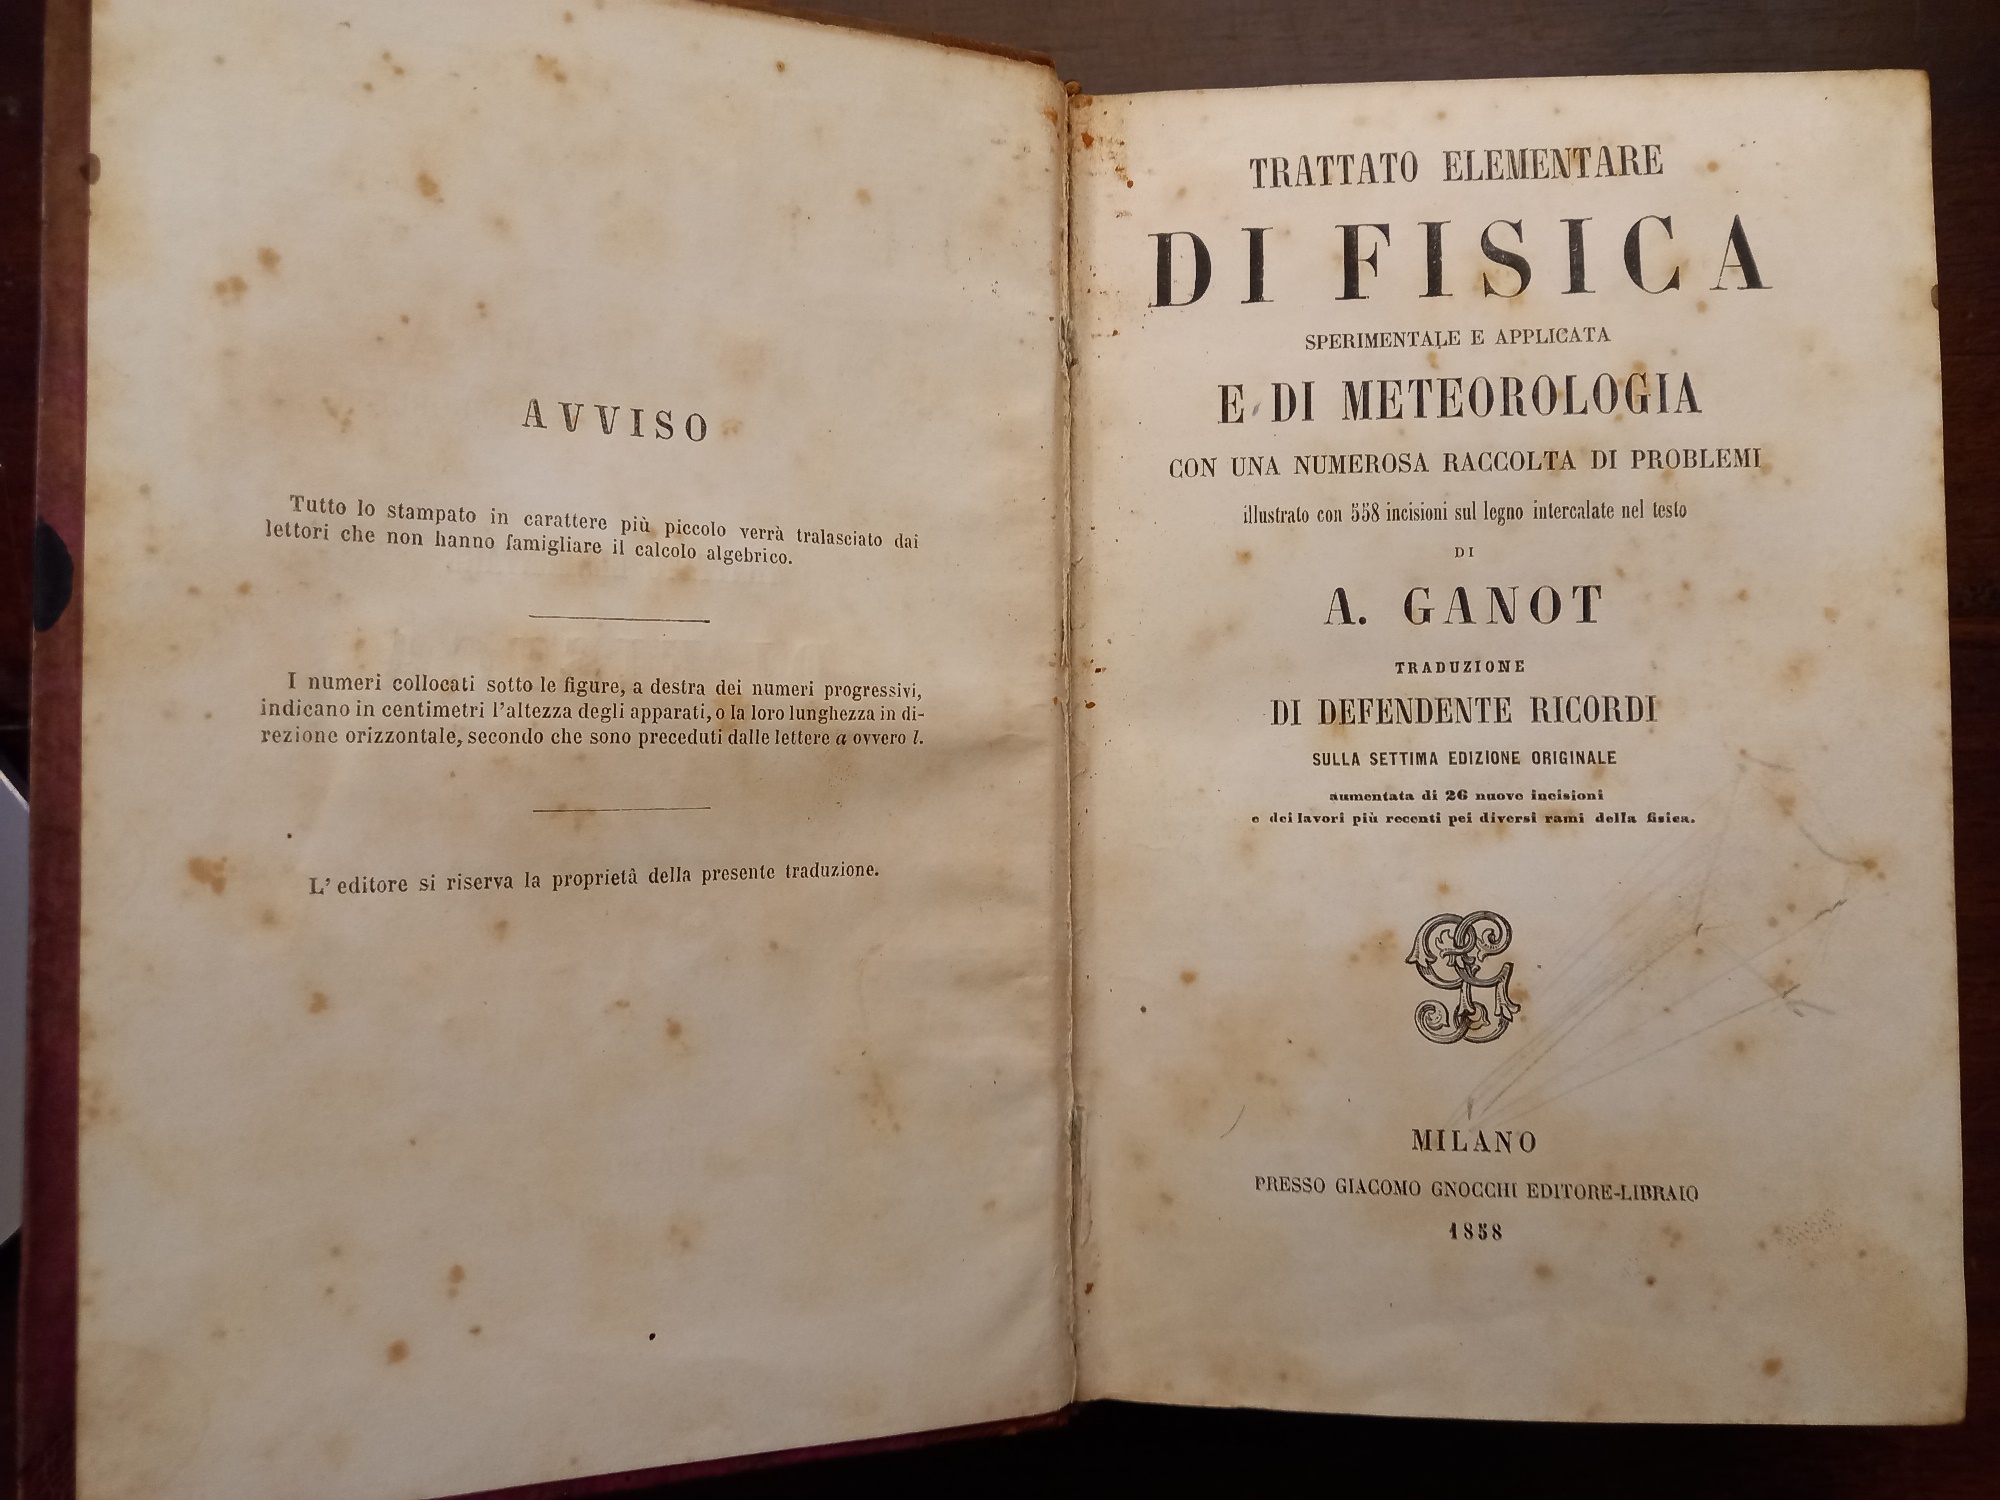 AVVISO
Tutto lo stampato in carattere più piccolo verrà tralasciato dai
lettori che non hanno famigliare il calcolo algebrico.
I numeri collocati sotto le figure, a destra dei numeri progressivi,
indicano in centimetri l'altezza degli apparati, o la loro lunghezza in di-
rezione orizzontale, secondo che sono preceduti dalle lettere a ovvero l.
L' editore si riserva la proprietà della presente traduzione.
TRATTATO ELEMENTARE
DI FISICA
SPERIMENTALE E APPLICATA
E DI METEOROLOGIA
CON UNA NUMEROSA RACCOLTA DI PROBLEMI
illustrato con 558 incisioni sul legno intercalate nel testo
DI
A. GANOT
TRADUZIONE
DI DEFENDENTE RICORDI
SULLA SETTIMA EDIZIONE ORIGINALE
aumentata di 26 nuove incisioni
e dei lavori più recenti pei diversi rami della fisica.
MILANO
PRESSO GIACOMO GNOCCHI EDITORE-LIBRAIO
1858